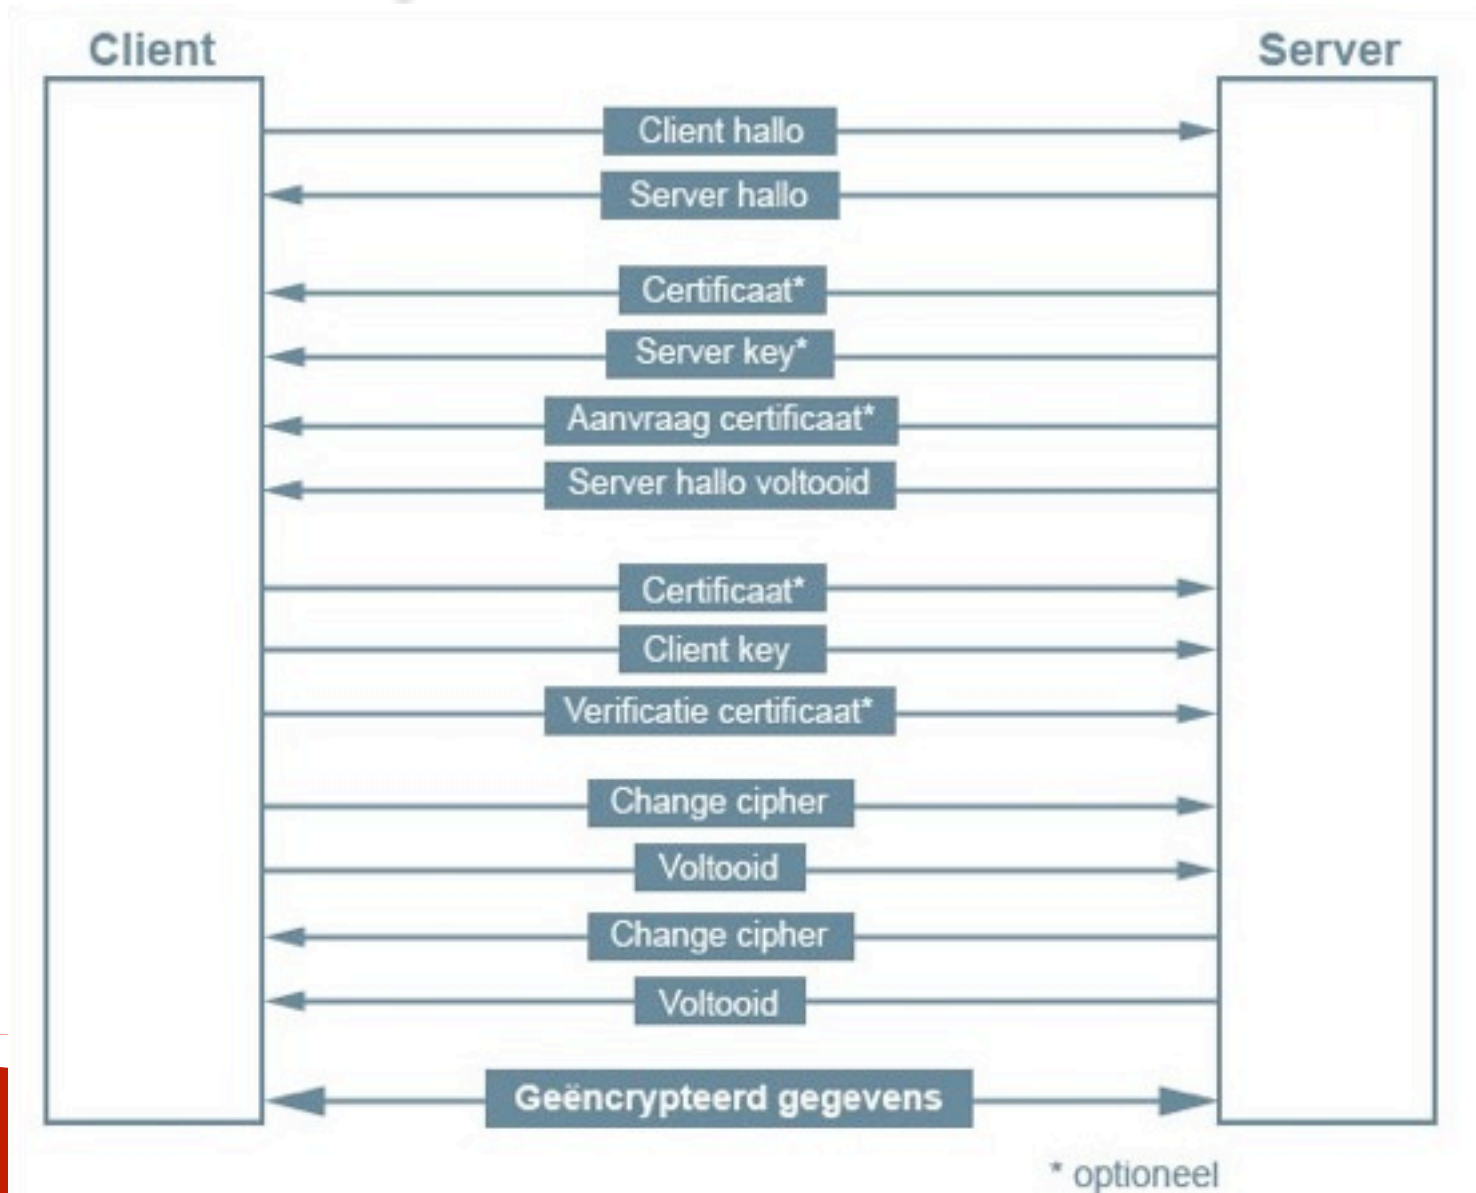 Client
Server
Client hallo
Server hallo
Certificaat*
Server key*
Aanvraag certificaat*
Server hallo voltooid
Certificaat*
Client key
Verificatie certificaat*
Change cipher
Voltooid
Change cipher
Voltooid
Geëncrypteerd gegevens
* optioneel